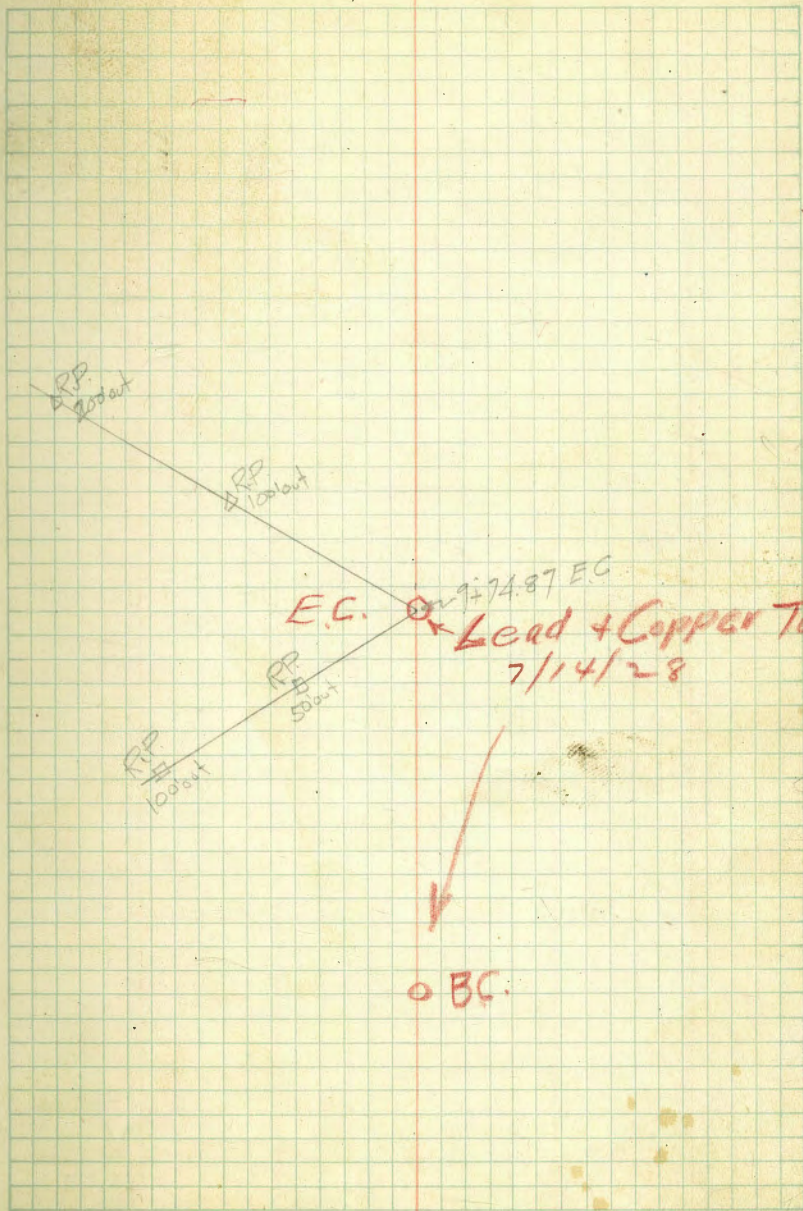 R.P.
200'out
R.P.
100'out
9+74.87 E.C
E.C.
Lead + Copper
7/14/28
R.P.
50'out
R.P.
100'out
BC.